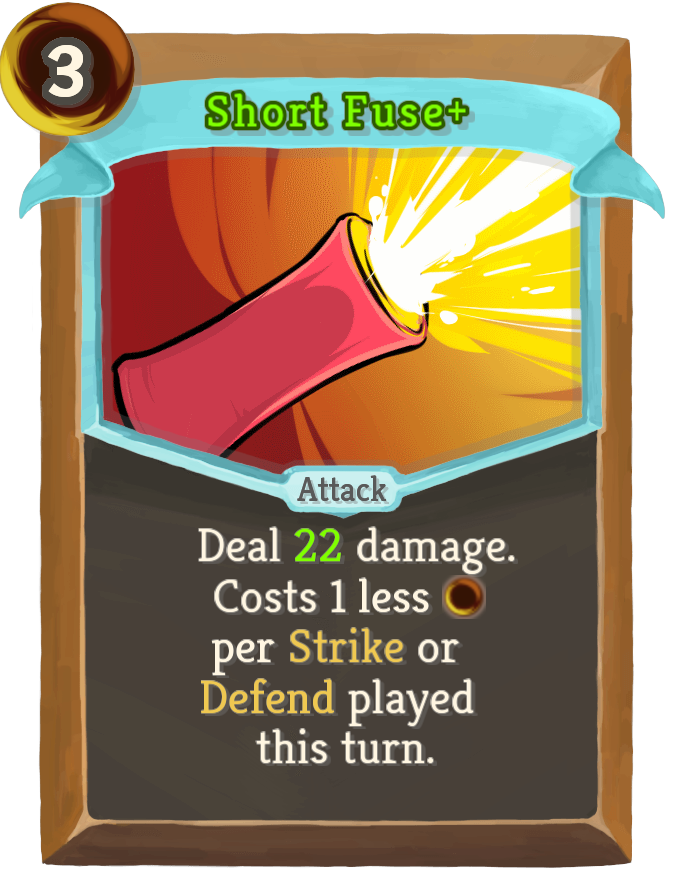 3
Short Fuse+
Attack
Deal 22 damage.
Costs 1 less
per Strike or
Defend played
this turn.